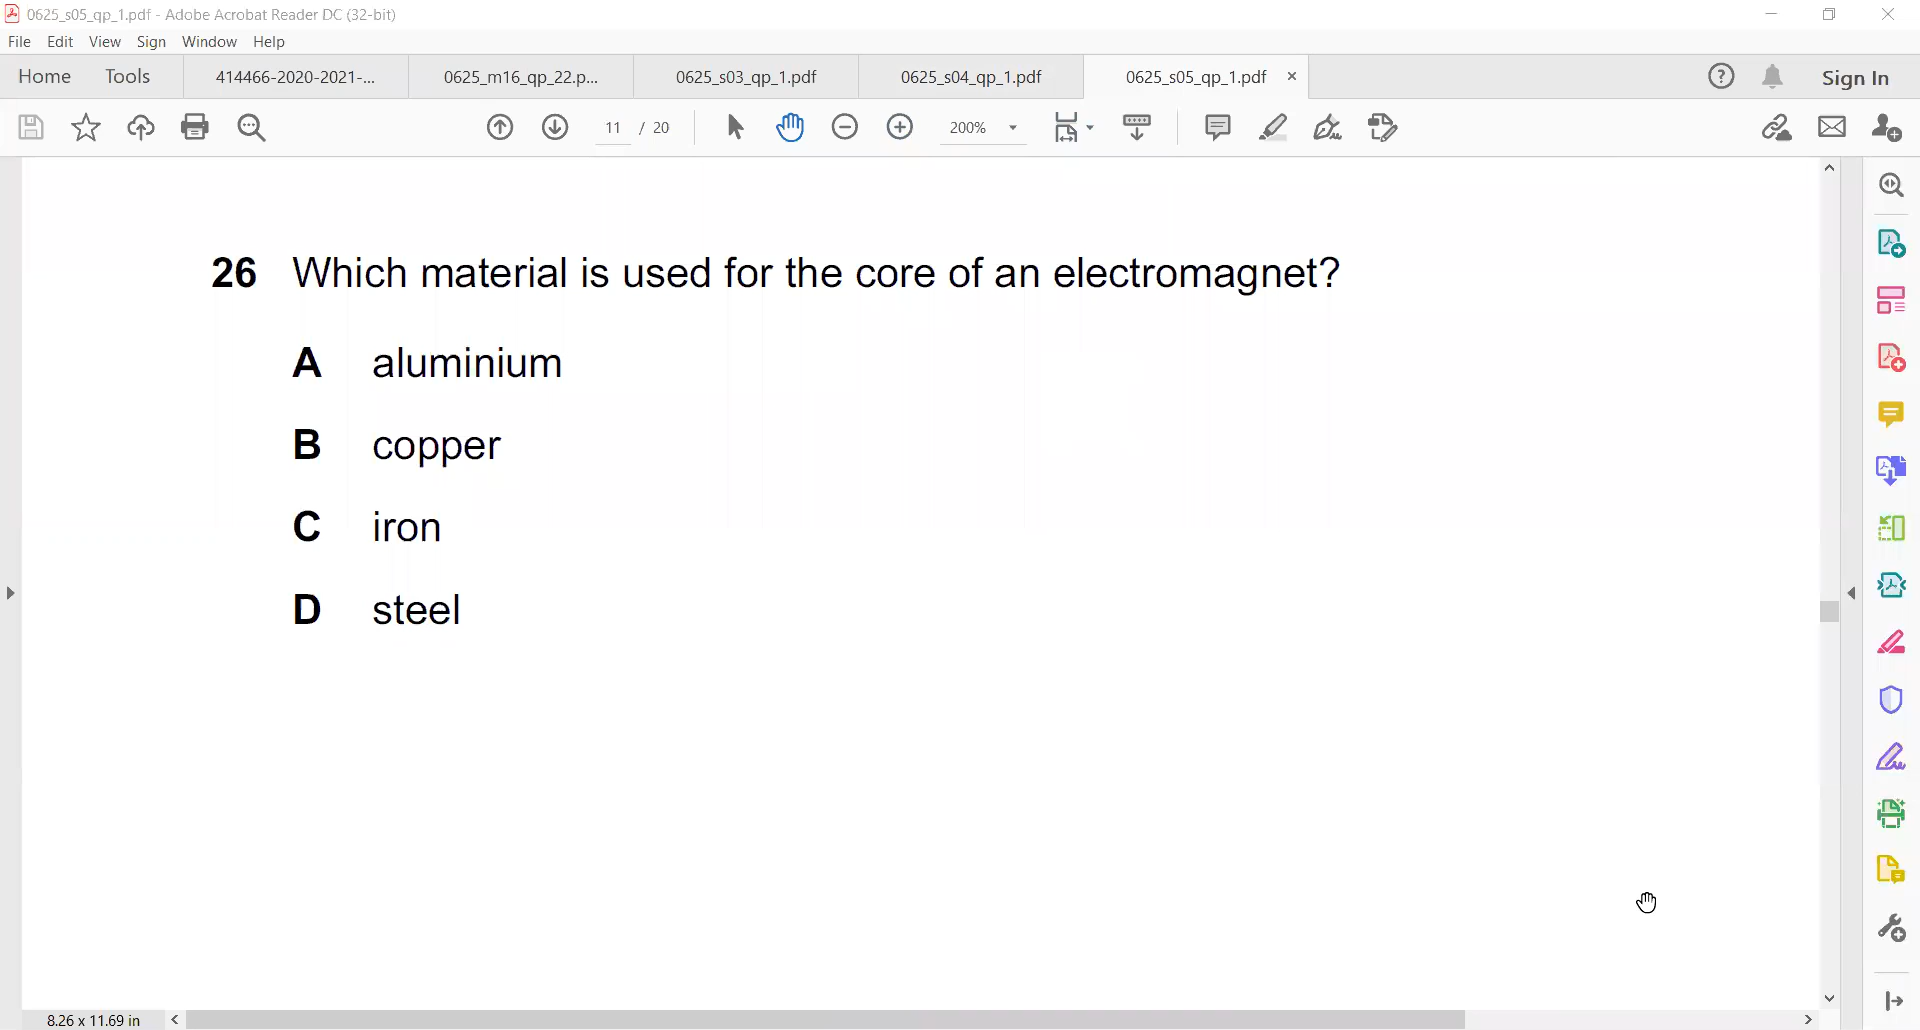 0625_s05_qp_1.pdf - Adobe Acrobat Reader DC (32-bit)
File Edit View Sign Window Help
Home Tools 414466-2020-2021-... 0625_m16_qp_22.p... 0625_s03_qp_1.pdf 0625_s04_qp_1.pdf 0625_s05_qp_1.pdf × ? Sign In
11 / 20 200%
26 Which material is used for the core of an electromagnet?
A aluminium
B copper
C iron
D steel
8.26 x 11.69 in